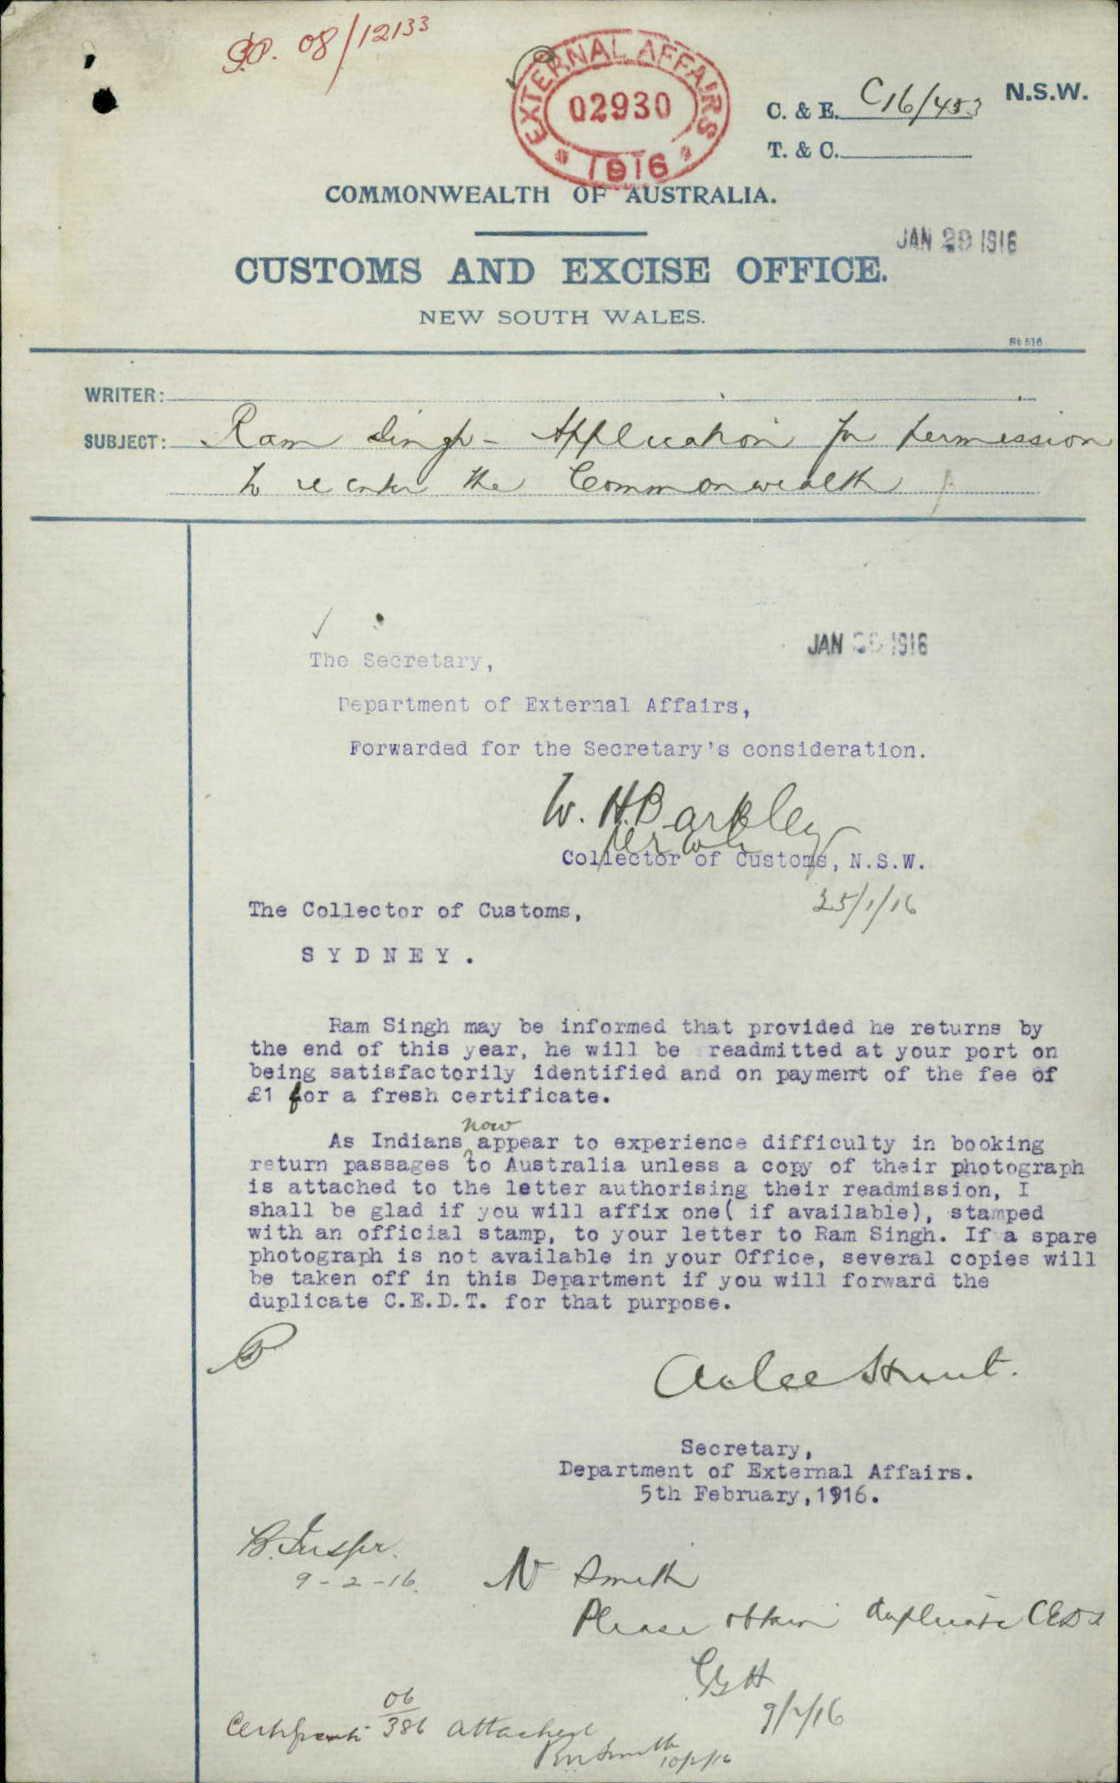 S.P. 08/12133
EXTERNAL AFFAIRS
02930
1916
C. & E. C16/453 N.S.W.
T. & C.
COMMONWEALTH OF AUSTRALIA.
JAN 29 1916
CUSTOMS AND EXCISE OFFICE.
NEW SOUTH WALES.
WRITER:
SUBJECT: Ram Singh - Application for permission
to re enter the Commonwealth
JAN 1916
The Secretary,
Department of External Affairs,
Forwarded for the Secretary's consideration.
W. H. Barkley
Collector of Customs, N.S.W.
25/1/16
The Collector of Customs,
SYDNEY.
Ram Singh may be informed that provided he returns by
the end of this year, he will be readmitted at your port on
being satisfactorily identified and on payment of the fee of
£1 for a fresh certificate.
now
As Indians appear to experience difficulty in booking
return passages to Australia unless a copy of their photograph
is attached to the letter authorising their readmission, I
shall be glad if you will affix one( if available), stamped
with an official stamp, to your letter to Ram Singh. If a spare
photograph is not available in your Office, several copies will
be taken off in this Department if you will forward the
duplicate C.E.D.T. for that purpose.
Atlee Hunt.
Secretary,
Department of External Affairs.
5th February, 1916.
B. Inspr.
9-2-16.
Mr Smith
Please obtain duplicate CEDT
9/2/16
Certificate 06/386 attached
10/2/16